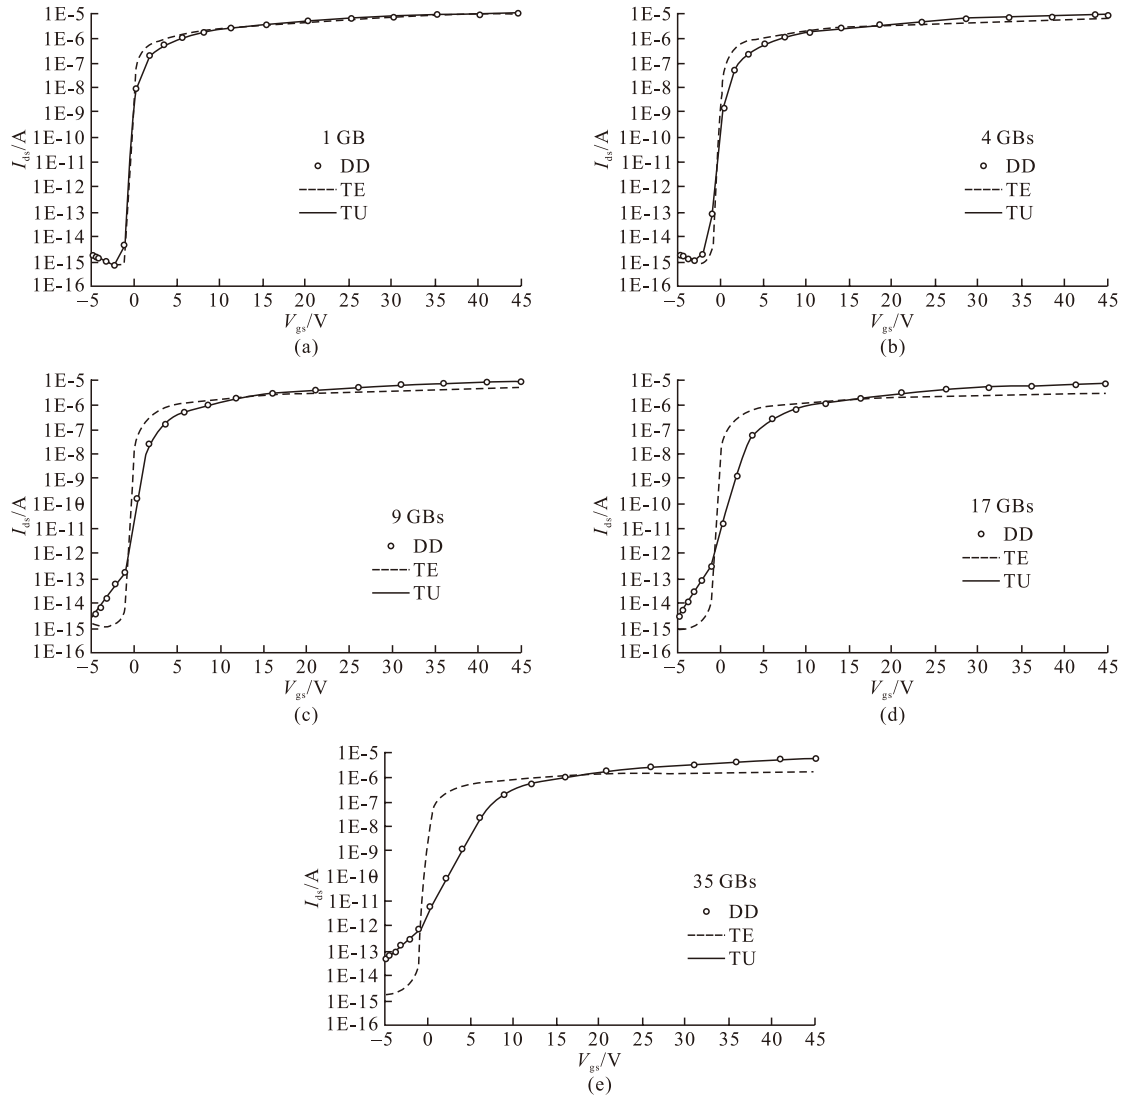 1E-5
1E-6
1E-7
1E-8
1E-9
1E-10
1E-11
1E-12
1E-13
1E-14
1E-15
1E-16
I_ds/A
1 GB
DD
TE
TU
−5 0 5 10 15 20 25 30 35 40 45
V_gs/V
(a)
1E-5
1E-6
1E-7
1E-8
1E-9
1E-10
1E-11
1E-12
1E-13
1E-14
1E-15
1E-16
I_ds/A
4 GBs
DD
TE
TU
−5 0 5 10 15 20 25 30 35 40 45
V_gs/V
(b)
1E-5
1E-6
1E-7
1E-8
1E-9
1E-10
1E-11
1E-12
1E-13
1E-14
1E-15
1E-16
I_ds/A
9 GBs
DD
TE
TU
−5 0 5 10 15 20 25 30 35 40 45
V_gs/V
(c)
1E-5
1E-6
1E-7
1E-8
1E-9
1E-10
1E-11
1E-12
1E-13
1E-14
1E-15
1E-16
I_ds/A
17 GBs
DD
TE
TU
−5 0 5 10 15 20 25 30 35 40 45
V_gs/V
(d)
1E-5
1E-6
1E-7
1E-8
1E-9
1E-10
1E-11
1E-12
1E-13
1E-14
1E-15
1E-16
I_ds/A
35 GBs
DD
TE
TU
−5 0 5 10 15 20 25 30 35 40 45
V_gs/V
(e)